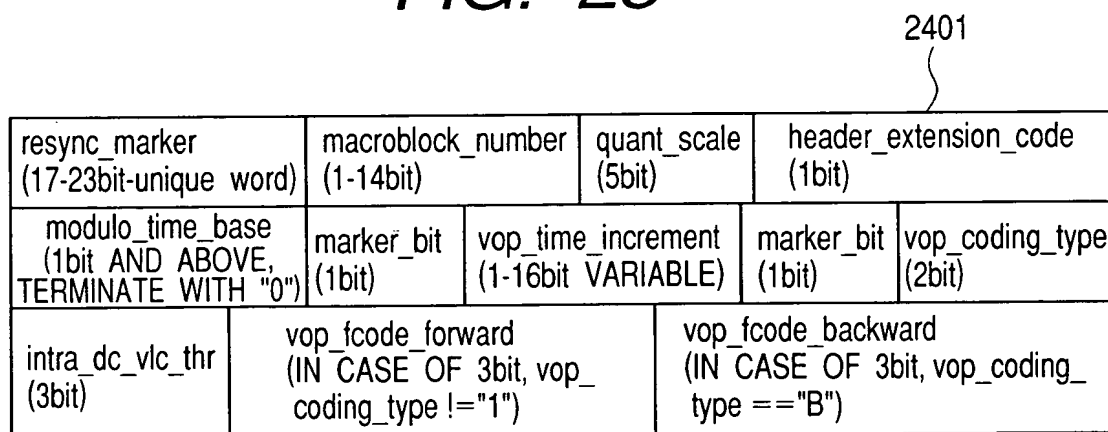 FIG.
2401
resync_marker
(17-23bit-unique word)
macroblock_number
(1-14bit)
quant_scale
(5bit)
header_extension_code
(1bit)
modulo_time_base
(1bit AND ABOVE,
TERMINATE WITH "0")
marker_bit
(1bit)
vop_time_increment
(1-16bit VARIABLE)
marker_bit
(1bit)
vop_coding_type
(2bit)
intra_dc_vlc_thr
(3bit)
vop_fcode_forward
(IN CASE OF 3bit, vop_
coding_type !="1")
vop_fcode_backward
(IN CASE OF 3bit, vop_coding_
type =="B")